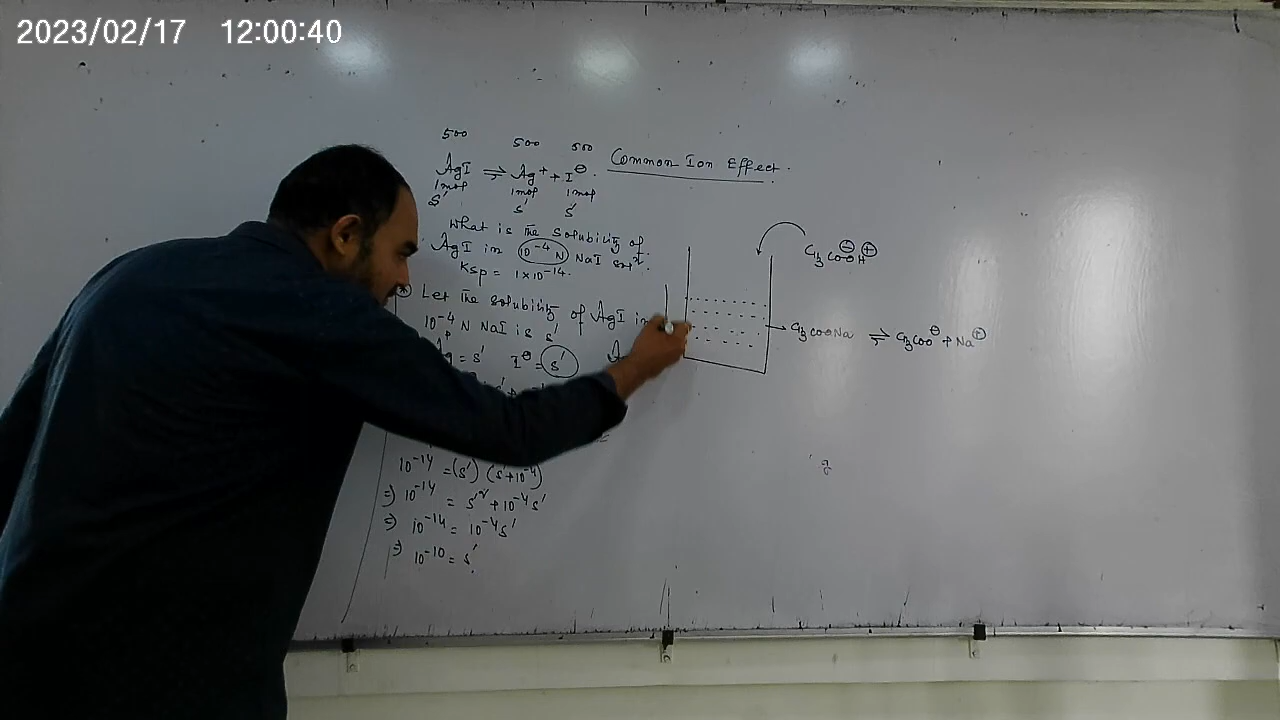 2023/02/17 12:00:40
500 500 500
AgI ⇌ Ag⁺ + I⊖.
1mol 1mol 1mol
s' s' s'
Common Ion Effect.
What is the solubility of
AgI in 10⁻⁴ N NaI solⁿ.
Ksp = 1×10⁻¹⁴.
Let the solubility of AgI in
10⁻⁴ N NaI is s'
= s' I⊖ = s'
10⁻¹⁴ = (s') (s'+10⁻⁴)
⇒) 10⁻¹⁴ = s'² + 10⁻⁴s'
⇒) 10⁻¹⁴ = 10⁻⁴s'
⇒) 10⁻¹⁰ = s'
CH₃COO⊖H⊕
→ CH₃COONa ⇌ CH₃COO⊖ + Na⊕